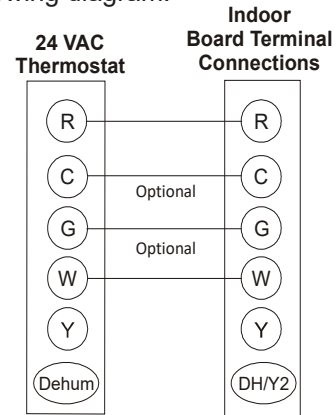 wing diagram.
24 VAC
Thermostat
Indoor
Board Terminal
Connections
R
R
C
C
Optional
G
G
Optional
W
W
Y
Y
Dehum
DH/Y2